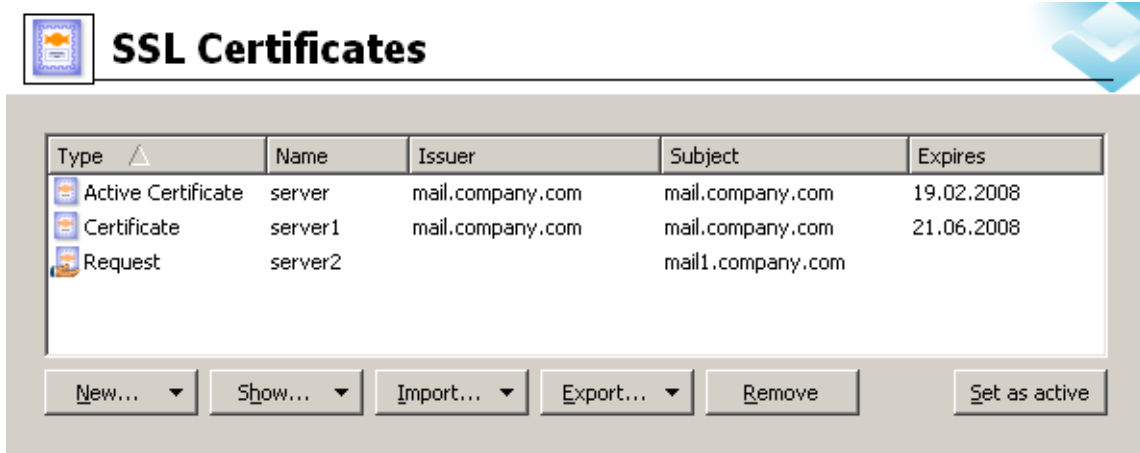 SSL Certificates
Type Name Issuer Subject Expires
Active Certificate server mail.company.com mail.company.com 19.02.2008
Certificate server1 mail.company.com mail.company.com 21.06.2008
Request server2 mail1.company.com
New... Show... Import... Export... Remove Set as active